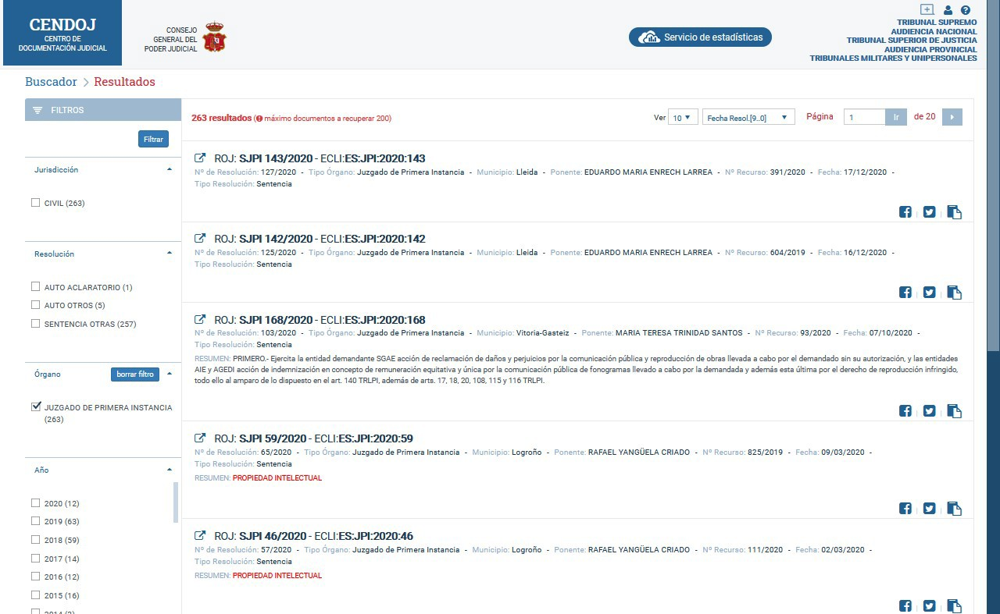 CENDOJ
CENTRO DE
DOCUMENTACIÓN JUDICIAL
CONSEJO
GENERAL DEL
PODER JUDICIAL
Servicio de estadísticas
TRIBUNAL SUPREMO
AUDIENCIA NACIONAL
TRIBUNAL SUPERIOR DE JUSTICIA
AUDIENCIA PROVINCIAL
TRIBUNALES MILITARES Y UNIPERSONALES
Buscador > Resultados
FILTROS
Filtrar
Jurisdicción
CIVIL (263)
Resolución
AUTO ACLARATORIO (1)
AUTO OTROS (5)
SENTENCIA OTRAS (257)
Órgano borrar filtro
JUZGADO DE PRIMERA INSTANCIA
(263)
Año
2020 (12)
2019 (63)
2018 (59)
2017 (14)
2016 (12)
2015 (16)
263 resultados (máximo documentos a recuperar 200)
Ver 10 Fecha Resol.[9..0] Página 1 Ir de 20
ROJ: SJPI 143/2020 - ECLI:ES:JPI:2020:143
Nº de Resolución: 127/2020 - Tipo Órgano: Juzgado de Primera Instancia - Municipio: Lleida - Ponente: EDUARDO MARIA ENRECH LARREA - Nº Recurso: 391/2020 - Fecha: 17/12/2020 -
Tipo Resolución: Sentencia
ROJ: SJPI 142/2020 - ECLI:ES:JPI:2020:142
Nº de Resolución: 125/2020 - Tipo Órgano: Juzgado de Primera Instancia - Municipio: Lleida - Ponente: EDUARDO MARIA ENRECH LARREA - Nº Recurso: 604/2019 - Fecha: 16/12/2020 -
Tipo Resolución: Sentencia
ROJ: SJPI 168/2020 - ECLI:ES:JPI:2020:168
Nº de Resolución: 103/2020 - Tipo Órgano: Juzgado de Primera Instancia - Municipio: Vitoria-Gasteiz - Ponente: MARIA TERESA TRINIDAD SANTOS - Nº Recurso: 93/2020 - Fecha: 07/10/2020 -
Tipo Resolución: Sentencia
RESUMEN: PRIMERO.- Ejercita la entidad demandante SGAE acción de reclamación de daños y perjuicios por la comunicación pública y reproducción de obras llevada a cabo por el demandado sin su autorización, y las entidades
AIE y AGEDI acción de indemnización en concepto de remuneración equitativa y única por la comunicación pública de fonogramas llevado a cabo por la demandada y además esta última por el derecho de reproducción infringido,
todo ello al amparo de lo dispuesto en el art. 140 TRLPI, además de arts. 17, 18, 20, 108, 115 y 116 TRLPI.
ROJ: SJPI 59/2020 - ECLI:ES:JPI:2020:59
Nº de Resolución: 65/2020 - Tipo Órgano: Juzgado de Primera Instancia - Municipio: Logroño - Ponente: RAFAEL YANGÜELA CRIADO - Nº Recurso: 825/2019 - Fecha: 09/03/2020 -
Tipo Resolución: Sentencia
RESUMEN: PROPIEDAD INTELECTUAL
ROJ: SJPI 46/2020 - ECLI:ES:JPI:2020:46
Nº de Resolución: 57/2020 - Tipo Órgano: Juzgado de Primera Instancia - Municipio: Logroño - Ponente: RAFAEL YANGÜELA CRIADO - Nº Recurso: 111/2020 - Fecha: 02/03/2020 -
Tipo Resolución: Sentencia
RESUMEN: PROPIEDAD INTELECTUAL